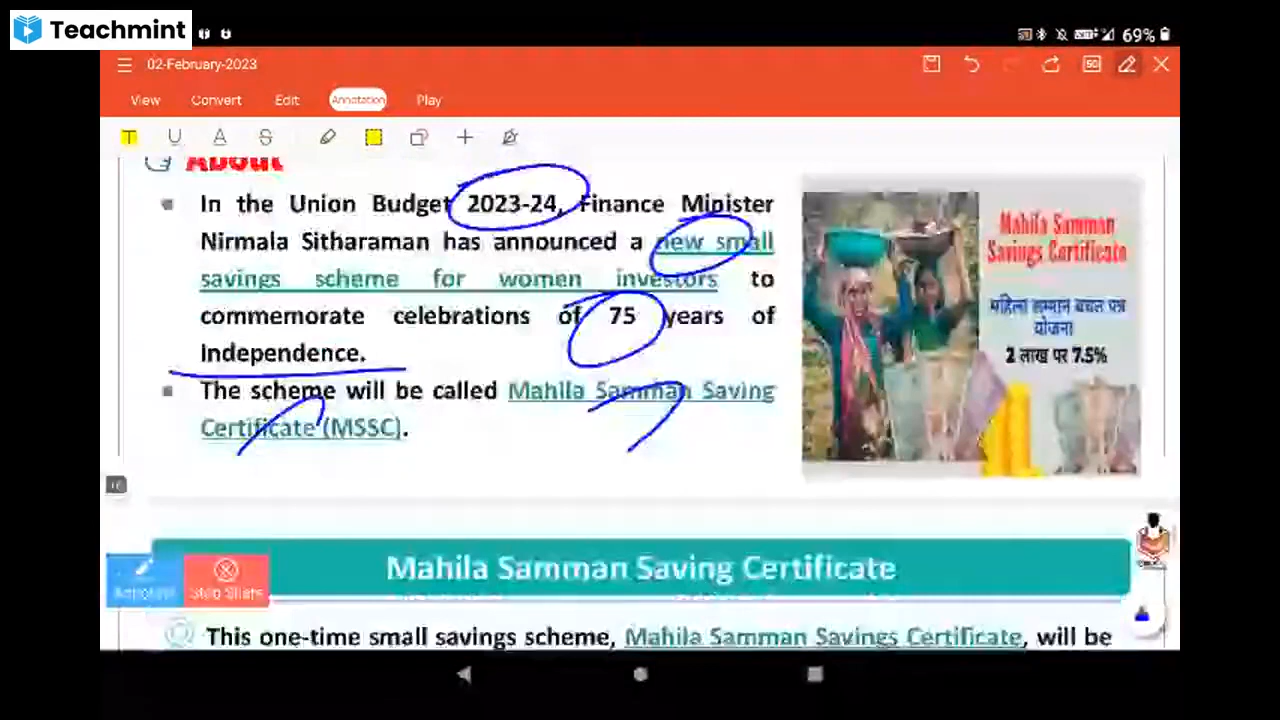 Teachmint
69%
02-February-2023
View Convert Edit Annotation Play
About
In the Union Budget 2023-24, Finance Minister
Nirmala Sitharaman has announced a new small
savings scheme for women investors to
commemorate celebrations of 75 years of
Independence.
The scheme will be called Mahila Samman Saving
Certificate (MSSC).
Mahila Samman
Savings Certificate
महिला सम्मान बचत पत्र
योजना
2 लाख पर 7.5%
Mahila Samman Saving Certificate
Stop Share
This one-time small savings scheme, Mahila Samman Savings Certificate, will be